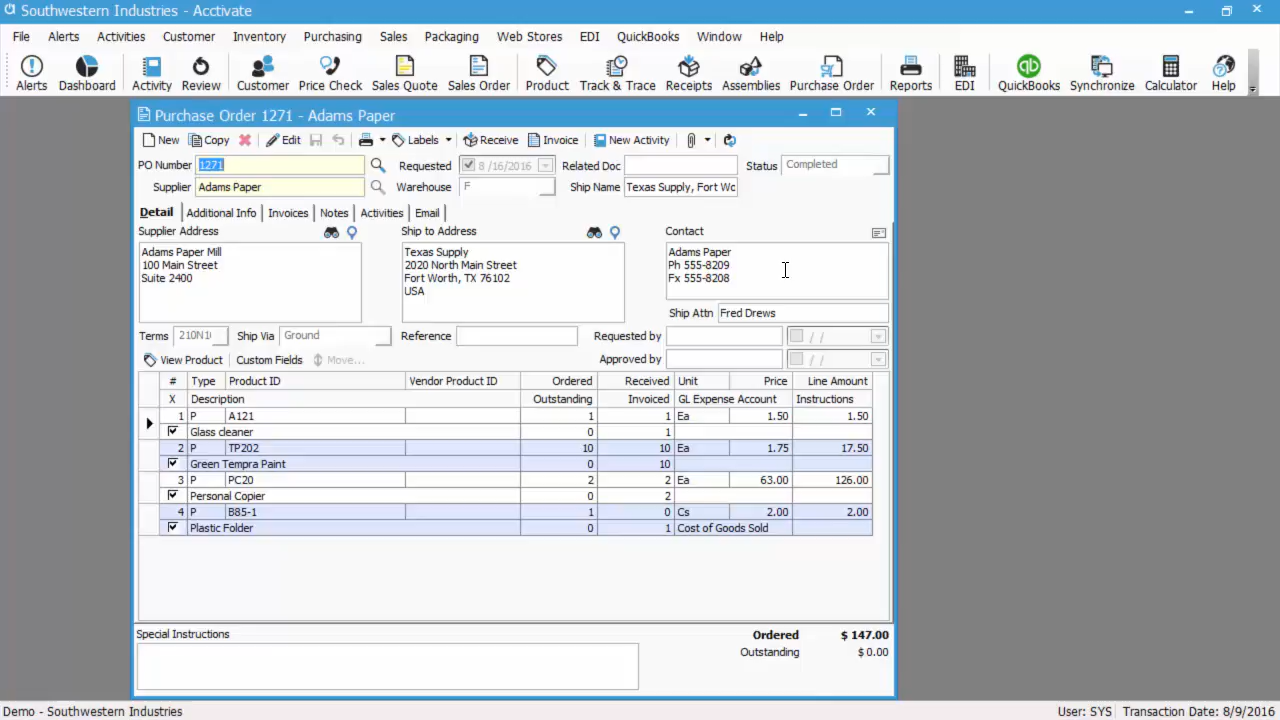 Southwestern Industries - Acctivate
File Alerts Activities Customer Inventory Purchasing Sales Packaging Web Stores EDI QuickBooks Window Help
Alerts Dashboard Activity Review Customer Price Check Sales Quote Sales Order Product Track & Trace Receipts Assemblies Purchase Order Reports EDI QuickBooks Synchronize Calculator Help
Purchase Order 1271 - Adams Paper
New Copy Edit Labels Receive Invoice New Activity
PO Number 1271 Requested 8 /16/2016 Related Doc Status Completed
Supplier Adams Paper Warehouse F Ship Name Texas Supply, Fort Wc
Detail Additional Info Invoices Notes Activities Email
Supplier Address Ship to Address Contact
Adams Paper Mill Texas Supply Adams Paper
100 Main Street 2020 North Main Street Ph 555-8209
Suite 2400 Fort Worth, TX 76102 Fx 555-8208
USA
Ship Attn Fred Drews
Terms Ship Via Ground Reference Requested by / /
View Product Custom Fields Move... Approved by / /
# Type Product ID Vendor Product ID Ordered Received Unit Price Line Amount
X Description Outstanding Invoiced GL Expense Account Instructions
1 P A121 1 1 Ea 1.50 1.50
Glass cleaner 0 1
2 P TP202 10 10 Ea 1.75 17.50
Green Tempra Paint 0 10
3 P PC20 2 2 Ea 63.00 126.00
Personal Copier 0 2
4 P B85-1 1 0 Cs 2.00 2.00
Plastic Folder 0 1 Cost of Goods Sold
Special Instructions Ordered $ 147.00
Outstanding $ 0.00
Demo - Southwestern Industries User: SYS Transaction Date: 8/9/2016